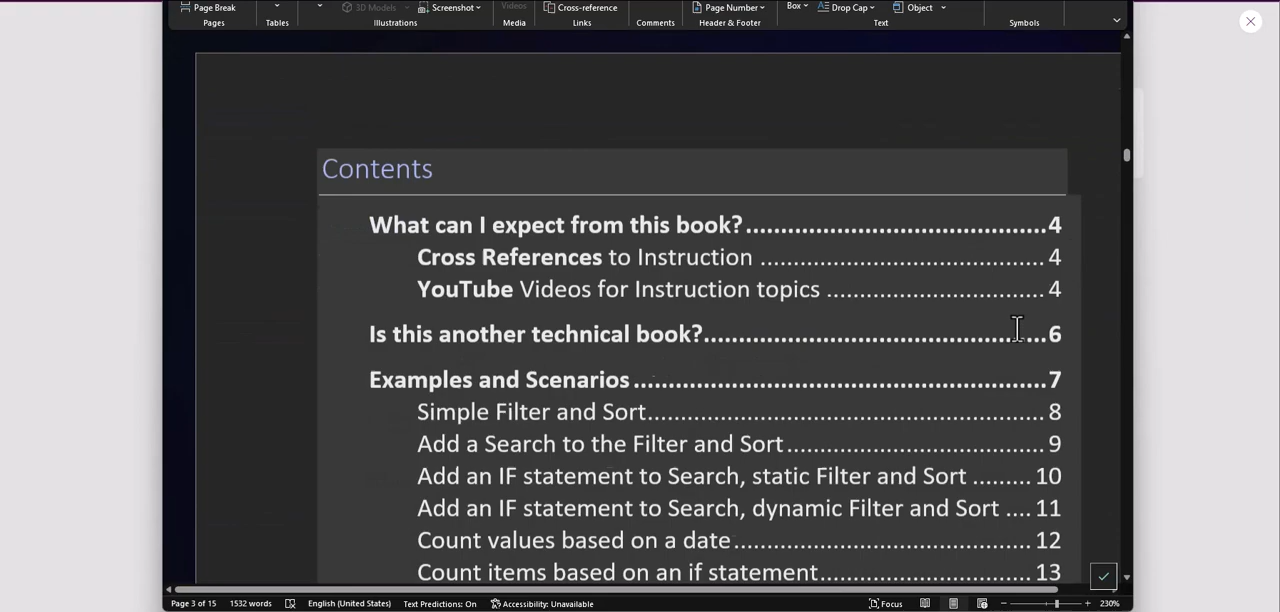 Page Break
3D Models
Screenshot
Videos
Cross-reference
Page Number
Box
Drop Cap
Object
Pages
Tables
Illustrations
Media
Links
Comments
Header & Footer
Text
Symbols
Contents
What can I expect from this book? 4
Cross References to Instruction 4
YouTube Videos for Instruction topics 4
Is this another technical book? 6
Examples and Scenarios 7
Simple Filter and Sort 8
Add a Search to the Filter and Sort 9
Add an IF statement to Search, static Filter and Sort 10
Add an IF statement to Search, dynamic Filter and Sort 11
Count values based on a date 12
Count items based on an if statement 13
Page 3 of 15 1532 words English (United States) Text Predictions: On Accessibility: Unavailable Focus 230%